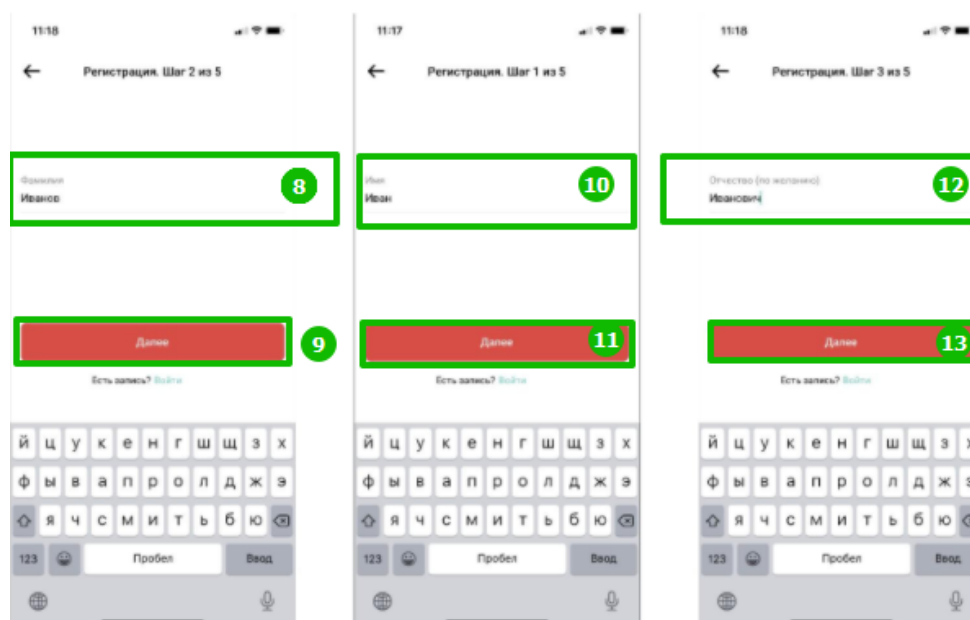 11:18
Регистрация. Шаг 2 из 5
Фамилия
Иванов
8
Далее
9
Есть запись? Войти
й ц у к е н г ш щ з х
ф ы в а п р о л д ж э
я ч с м и т ь б ю
123 Пробел Ввод
11:17
Регистрация. Шаг 1 из 5
Имя
Иван
10
Далее
11
Есть запись? Войти
й ц у к е н г ш щ з х
ф ы в а п р о л д ж э
я ч с м и т ь б ю
123 Пробел Ввод
11:18
Регистрация. Шаг 3 из 5
Отчество (по желанию)
Иванович
12
Далее
13
Есть запись? Войти
й ц у к е н г ш щ з х
ф ы в а п р о л д ж э
я ч с м и т ь б ю
123 Пробел Ввод